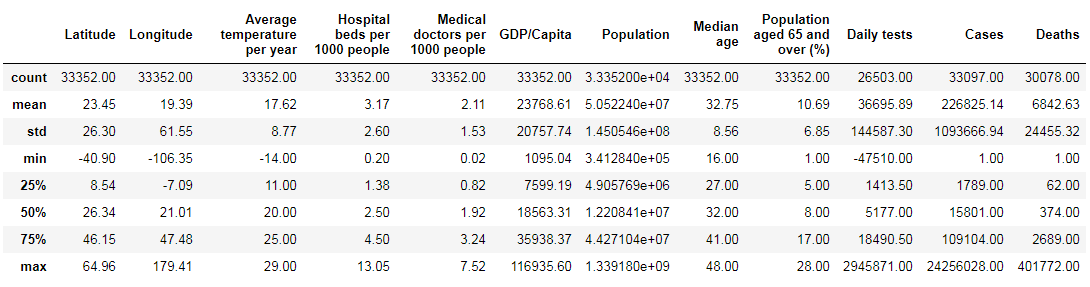 Latitude Longitude Average temperature per year Hospital beds per 1000 people Medical doctors per 1000 people GDP/Capita Population Median age Population aged 65 and over (%) Daily tests Cases Deaths
count 33352.00 33352.00 33352.00 33352.00 33352.00 33352.00 3.335200e+04 33352.00 33352.00 26503.00 33097.00 30078.00
mean 23.45 19.39 17.62 3.17 2.11 23768.61 5.052240e+07 32.75 10.69 36695.89 226825.14 6842.63
std 26.30 61.55 8.77 2.60 1.53 20757.74 1.450546e+08 8.56 6.85 144587.30 1093666.94 24455.32
min -40.90 -106.35 -14.00 0.20 0.02 1095.04 3.412840e+05 16.00 1.00 -47510.00 1.00 1.00
25% 8.54 -7.09 11.00 1.38 0.82 7599.19 4.905769e+06 27.00 5.00 1413.50 1789.00 62.00
50% 26.34 21.01 20.00 2.50 1.92 18563.31 1.220841e+07 32.00 8.00 5177.00 15801.00 374.00
75% 46.15 47.48 25.00 4.50 3.24 35938.37 4.427104e+07 41.00 17.00 18490.50 109104.00 2689.00
max 64.96 179.41 29.00 13.05 7.52 116935.60 1.339180e+09 48.00 28.00 2945871.00 24256028.00 401772.00